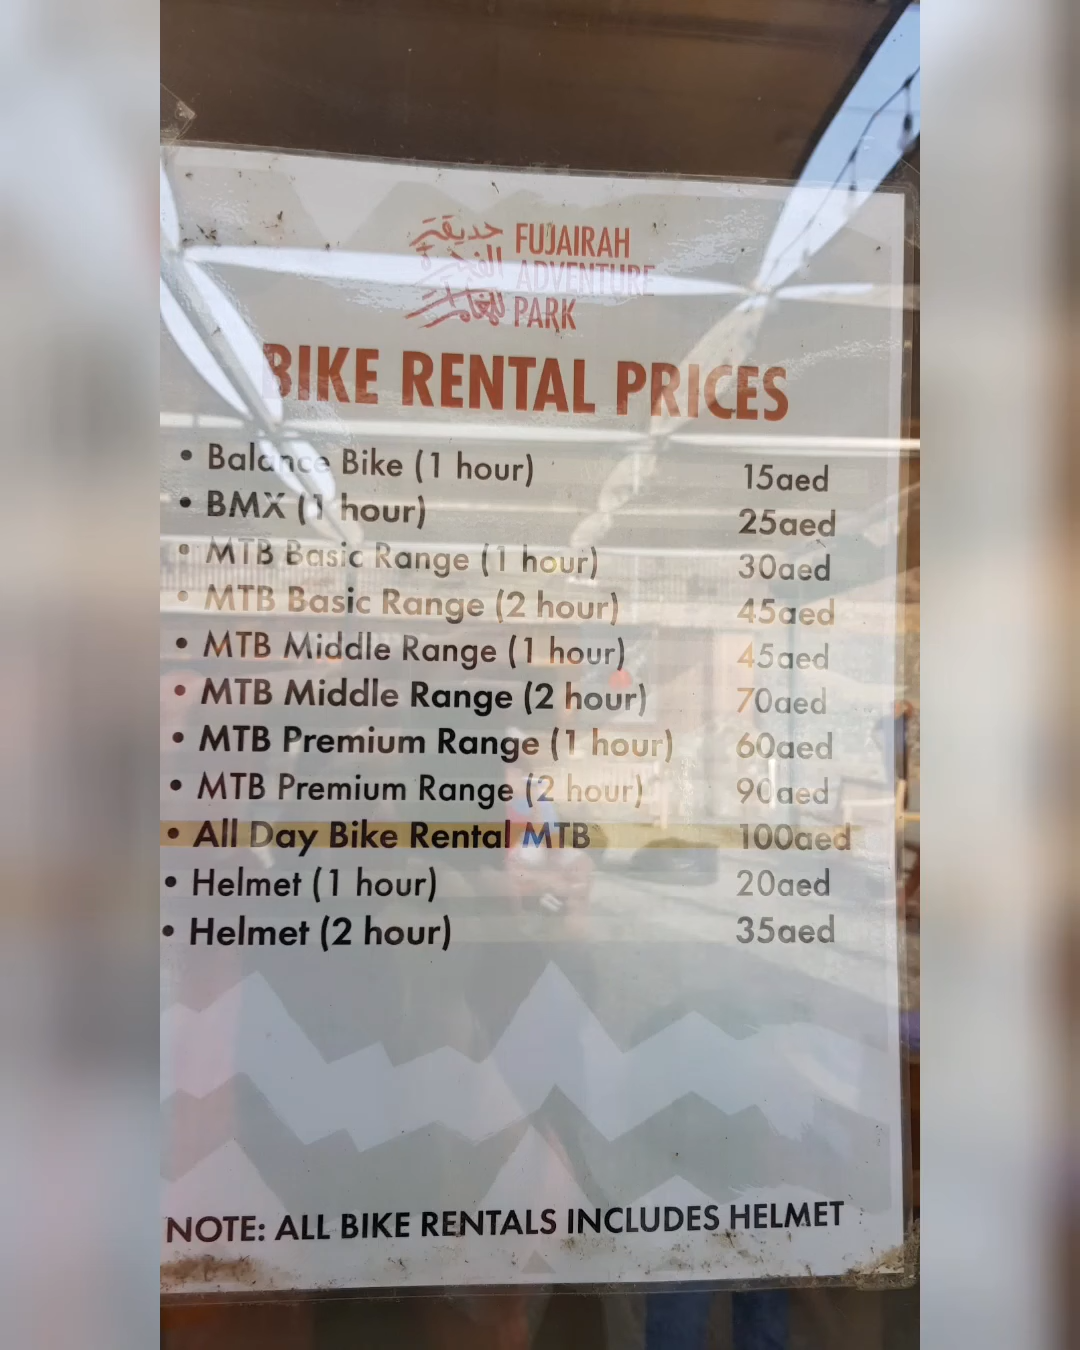 حديقة
الفجيرة
للمغامرات
FUJAIRAH
ADVENTURE
PARK
BIKE RENTAL PRICES
• Balance Bike (1 hour) 15aed
• BMX (1 hour) 25aed
• MTB Basic Range (1 hour) 30aed
• MTB Basic Range (2 hour) 45aed
• MTB Middle Range (1 hour) 45aed
• MTB Middle Range (2 hour) 70aed
• MTB Premium Range (1 hour) 60aed
• MTB Premium Range (2 hour) 90aed
• All Day Bike Rental MTB 100aed
• Helmet (1 hour) 20aed
• Helmet (2 hour) 35aed
NOTE: ALL BIKE RENTALS INCLUDES HELMET